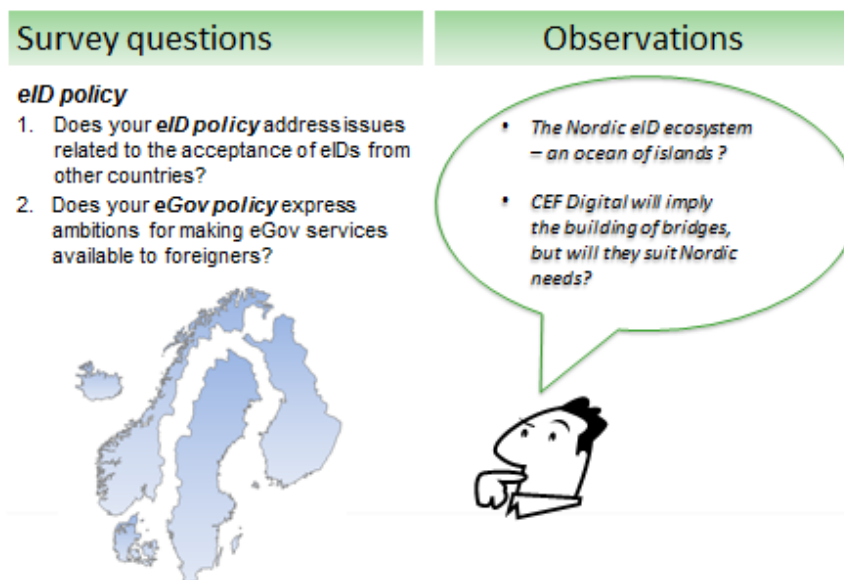 Survey questions
eID policy
1. Does your eID policy address issues
related to the acceptance of eIDs from
other countries?
2. Does your eGov policy express
ambitions for making eGov services
available to foreigners?
Observations
• The Nordic eID ecosystem
– an ocean of islands ?
• CEF Digital will imply
the building of bridges,
but will they suit Nordic
needs?